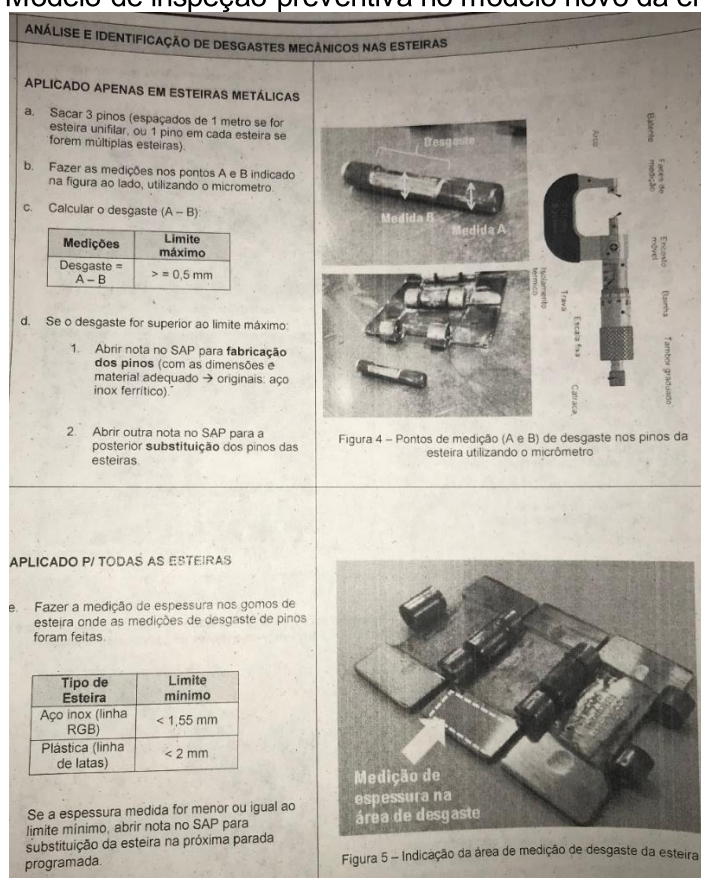 Modelo de inspeção preventiva no modelo novo da
ANÁLISE E IDENTIFICAÇÃO DE DESGASTES MECÂNICOS NAS ESTEIRAS
APLICADO APENAS EM ESTEIRAS METÁLICAS
a. Sacar 3 pinos (espaçados de 1 metro se for
esteira unifilar, ou 1 pino em cada esteira se
forem múltiplas esteiras).
b. Fazer as medições nos pontos A e B indicado
na figura ao lado, utilizando o micrometro.
c. Calcular o desgaste (A – B):
Medições
Limite
máximo
Desgaste =
A – B
> = 0,5 mm
d. Se o desgaste for superior ao limite máximo:
1. Abrir nota no SAP para fabricação
dos pinos (com as dimensões e
material adequado → originais: aço
inox ferrítico).
2. Abrir outra nota no SAP para a
posterior substituição dos pinos das
esteiras.
Desgaste
Medida B
Medida A
Batente
Arco
Faces de
medição
Encosto
móvel
Bainha
Tambor graduado
Isolamento
térmico
Trava
Escala fixa
Catraca
Figura 4 – Pontos de medição (A e B) de desgaste nos pinos da
esteira utilizando o micrômetro
APLICADO P/ TODAS AS ESTEIRAS
e. Fazer a medição de espessura nos gomos de
esteira onde as medições de desgaste de pinos
foram feitas.
Tipo de
Esteira
Limite
mínimo
Aço inox (linha
RGB)
< 1,55 mm
Plástica (linha
de latas)
< 2 mm
Se a espessura medida for menor ou igual ao
limite mínimo, abrir nota no SAP para
substituição da esteira na próxima parada
programada.
Medição de
espessura na
área de desgaste
Figura 5 – Indicação da área de medição de desgaste da esteira